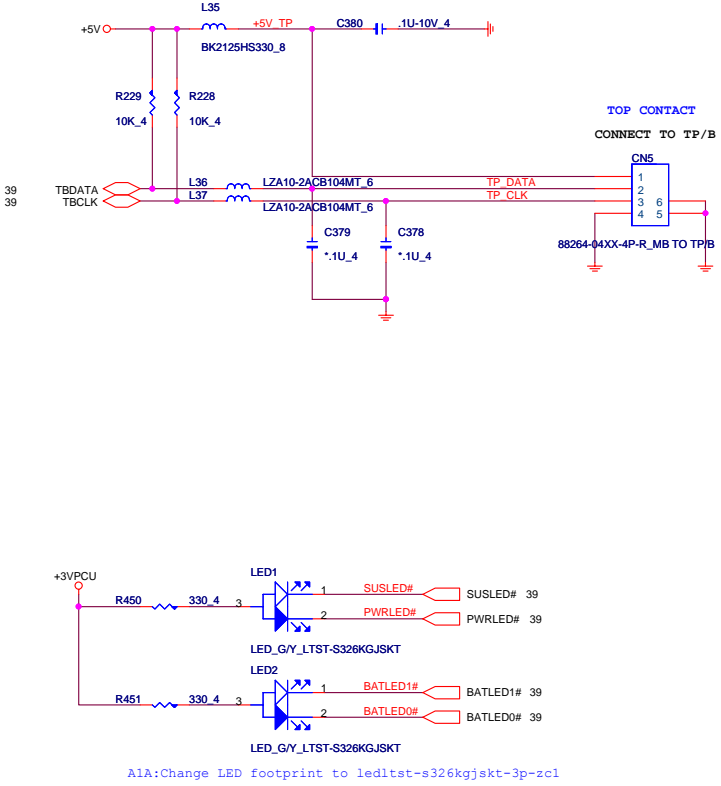 L35
+5V
+5V_TP
C380
.1U-10V_4
BK2125HS330_8
R229
R228
10K_4
10K_4
TOP CONTACT
CONNECT TO TP/B
CN5
39
TBDATA
L36
LZA10-2ACB104MT_6
TP_DATA
39
TBCLK
L37
LZA10-2ACB104MT_6
TP_CLK
1
2
3
4
6
5
C379
*.1U_4
C378
*.1U_4
88264-04XX-4P-R_MB TO TP/B
+3VPCU
LED1
R450
330_4
3
1
SUSLED#
SUSLED# 39
2
PWRLED#
PWRLED# 39
LED_G/Y_LTST-S326KGJSKT
LED2
R451
330_4
3
1
BATLED1#
BATLED1# 39
2
BATLED0#
BATLED0# 39
LED_G/Y_LTST-S326KGJSKT
A1A:Change LED footprint to ledltst-s326kgjskt-3p-zc1